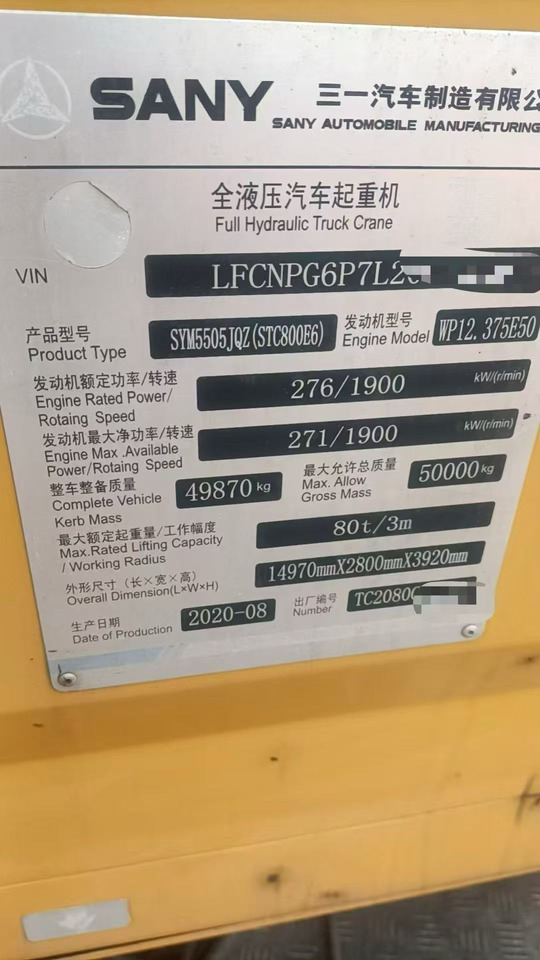 SANY
三一汽车制造有限
SANY AUTOMOBILE MANUFACTURING
全液压汽车起重机
Full Hydraulic Truck Crane
VIN LFCNPG6P7L2
产品型号 SYM5505JQZ(STC800E6) 发动机型号 WP12.375E50
Product Type Engine Model
发动机额定功率/转速 276/1900 kW/(r/min)
Engine Rated Power/
Rotaing Speed
发动机最大净功率/转速 271/1900 kW/(r/min)
Engine Max .Available
Power/Rotaing Speed
整车整备质量 49870kg 最大允许总质量 50000kg
Complete Vehicle Max. Allow
Kerb Mass Gross Mass
最大额定起重量/工作幅度 80t/3m
Max.Rated Lifting Capacity
/ Working Radius
外形尺寸（长×宽×高） 14970mmX2800mmX3920mm
Overall Dimension(L×W×H)
生产日期 2020-08 出厂编号 TC2080
Date of Production Number